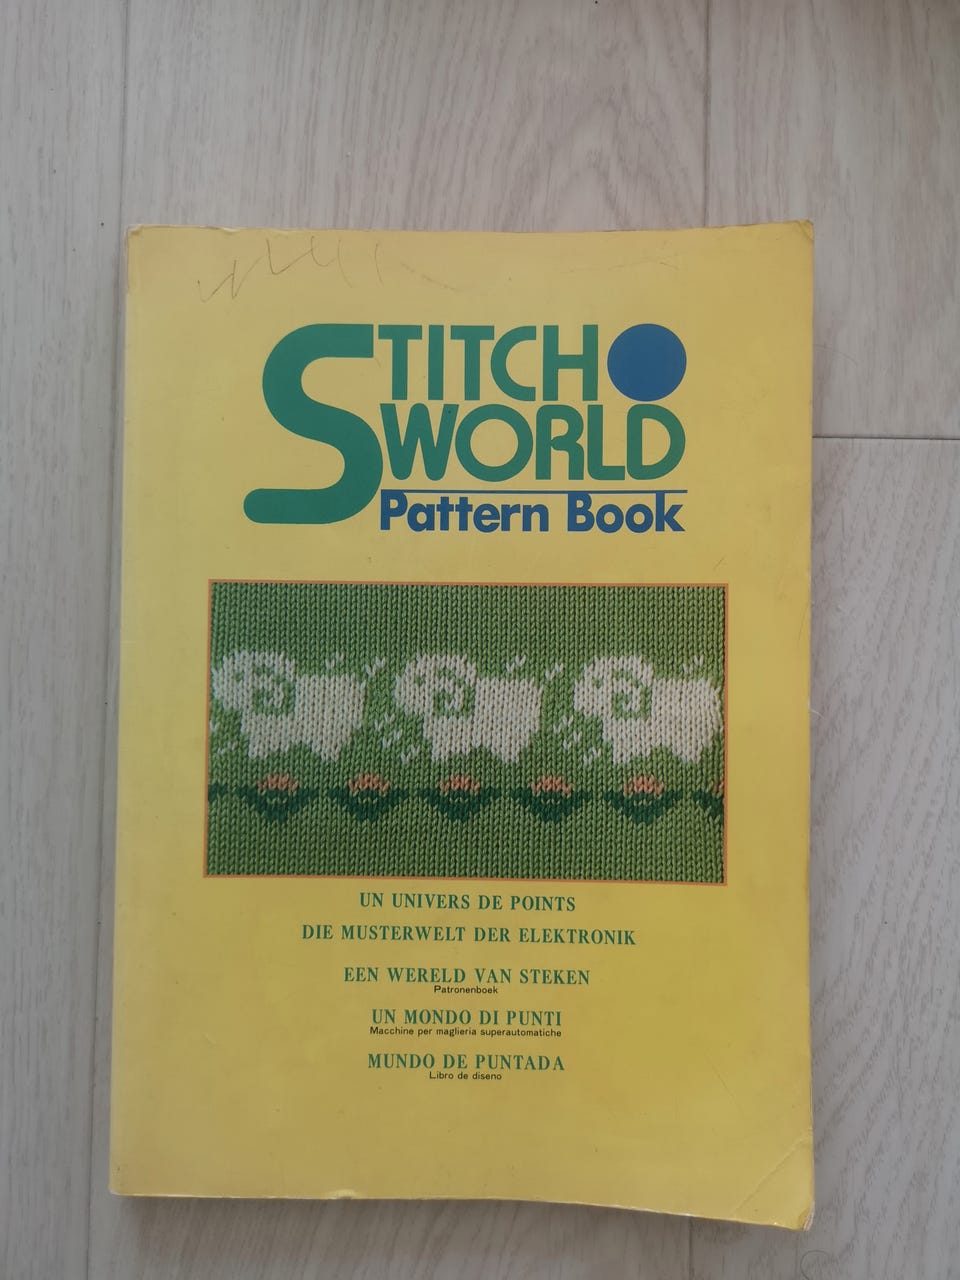 STITCH
WORLD
Pattern Book
UN UNIVERS DE POINTS
DIE MUSTERWELT DER ELEKTRONIK
EEN WERELD VAN STEKEN
Patronenboek
UN MONDO DI PUNTI
Macchine per maglieria superautomatiche
MUNDO DE PUNTADA
Libro de diseno